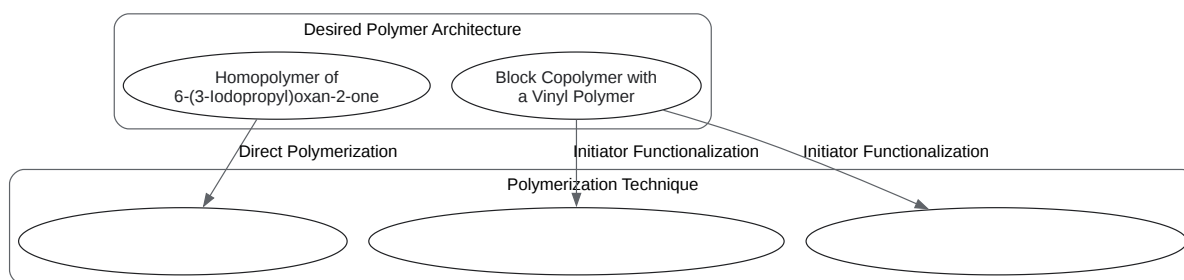 Desired Polymer Architecture
Homopolymer of
6-(3-Iodopropyl)oxan-2-one
Block Copolymer with
a Vinyl Polymer
Direct Polymerization
Initiator Functionalization
Initiator Functionalization
Polymerization Technique